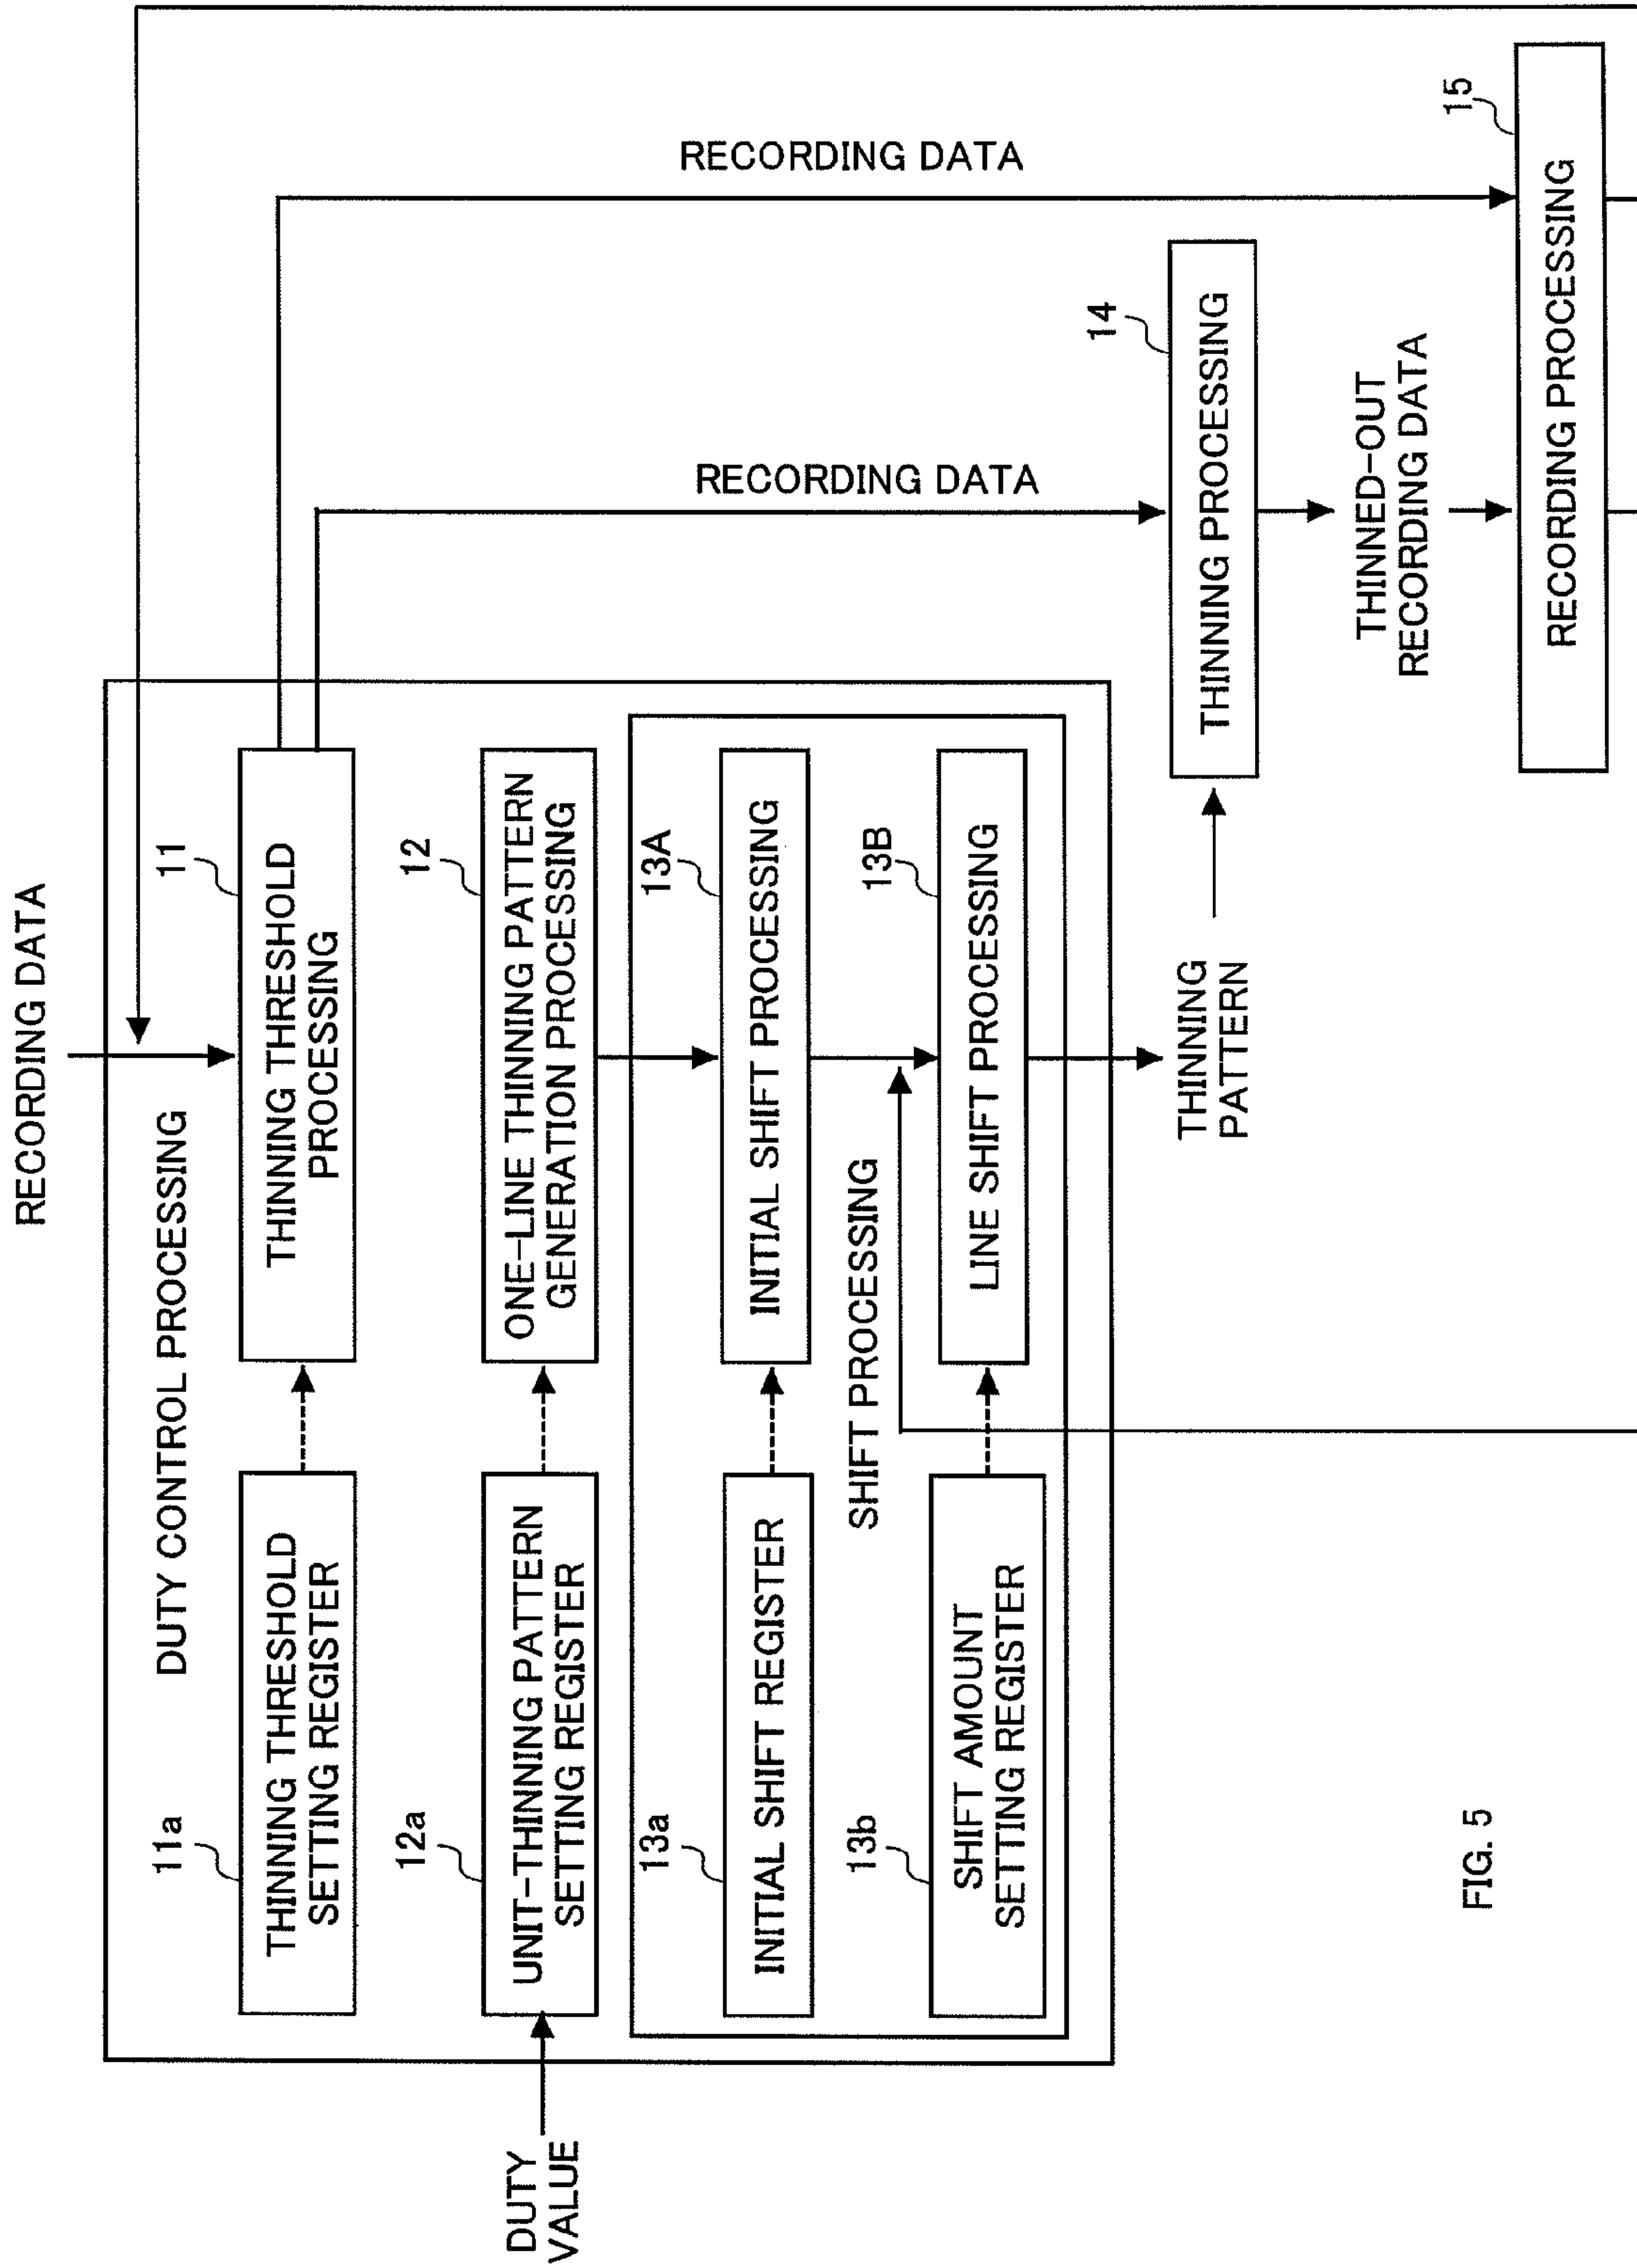 RECORDING DATA
DUTY CONTROL PROCESSING
11a
THINNING THRESHOLD
SETTING REGISTER
11
THINNING THRESHOLD
PROCESSING
RECORDING DATA
DUTY
VALUE
12a
UNIT-THINNING PATTERN
SETTING REGISTER
12
ONE-LINE THINNING PATTERN
GENERATION PROCESSING
RECORDING DATA
13a
INITIAL SHIFT REGISTER
13A
INITIAL SHIFT PROCESSING
SHIFT PROCESSING
13b
SHIFT AMOUNT
SETTING REGISTER
13B
LINE SHIFT PROCESSING
THINNING
PATTERN
14
THINNING PROCESSING
THINNED-OUT
RECORDING DATA
15
RECORDING PROCESSING
FIG. 5